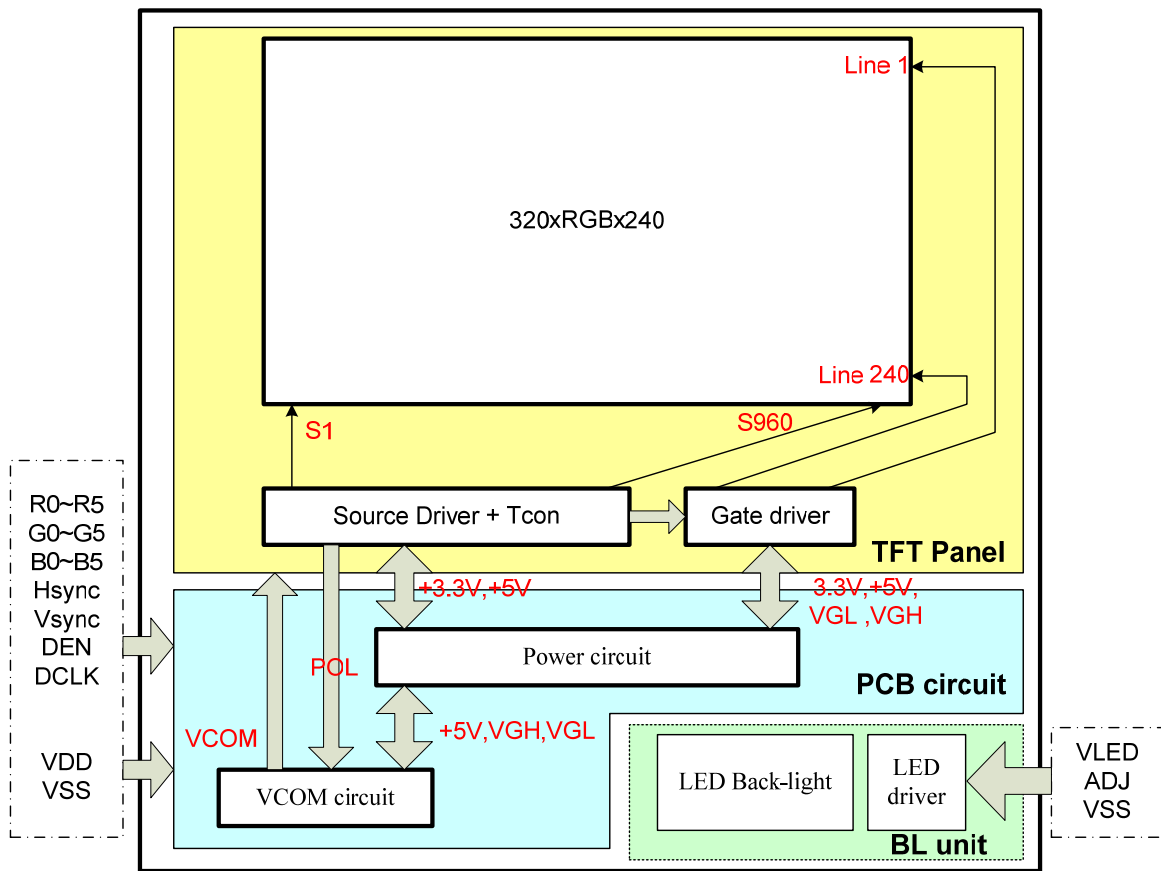 Line 1
320xRGBx240
Line 240
S1
S960
Source Driver + Tcon
Gate driver
TFT Panel
R0~R5
G0~G5
B0~B5
Hsync
Vsync
DEN
DCLK
VDD
VSS
+3.3V,+5V
3.3V,+5V,
VGL ,VGH
Power circuit
POL
PCB circuit
VCOM
+5V,VGH,VGL
VCOM circuit
LED Back-light
LED
driver
BL unit
VLED
ADJ
VSS